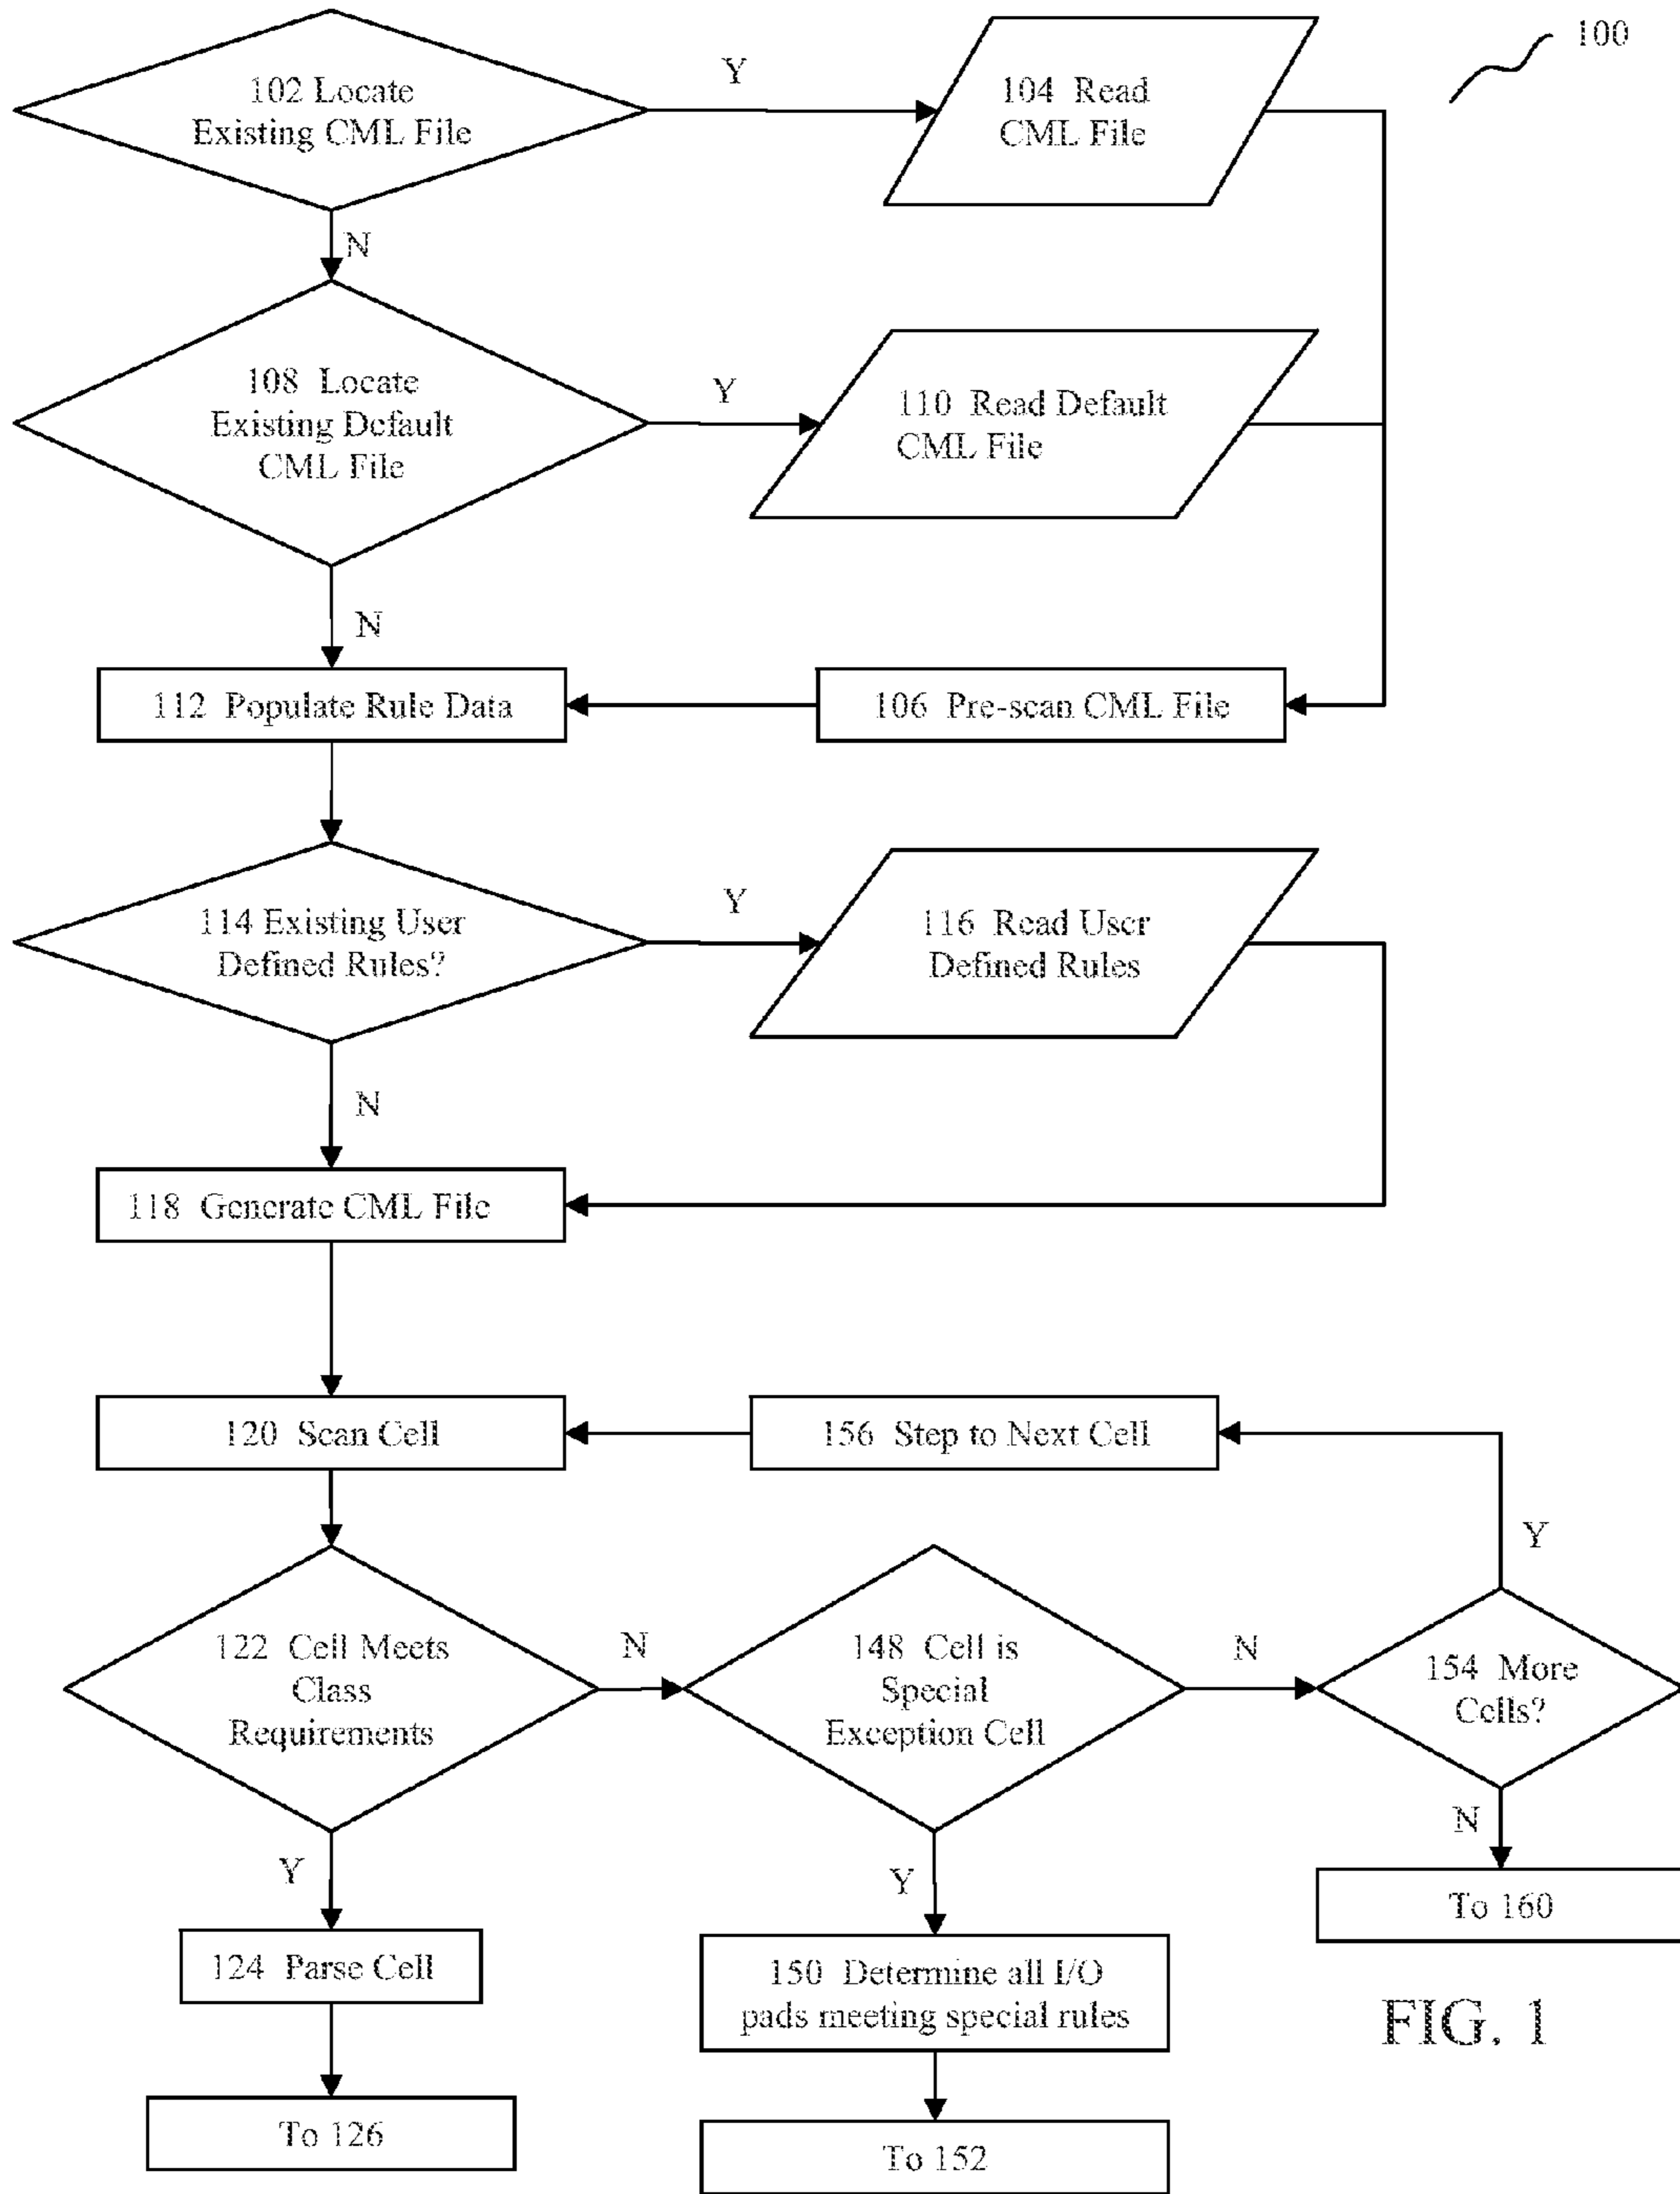 100
102 Locate
Existing CML File
Y
104 Read
CML File
N
108 Locate
Existing Default
CML File
Y
110 Read Default
CML File
N
112 Populate Rule Data
106 Pre-scan CML File
114 Existing User
Defined Rules?
Y
116 Read User
Defined Rules
N
118 Generate CML File
120 Scan Cell
156 Step to Next Cell
Y
122 Cell Meets
Class
Requirements
N
148 Cell is
Special
Exception Cell
N
154 More
Cells?
N
Y
Y
To 160
124 Parse Cell
150 Determine all I/O
pads meeting special rules
FIG. 1
To 126
To 152